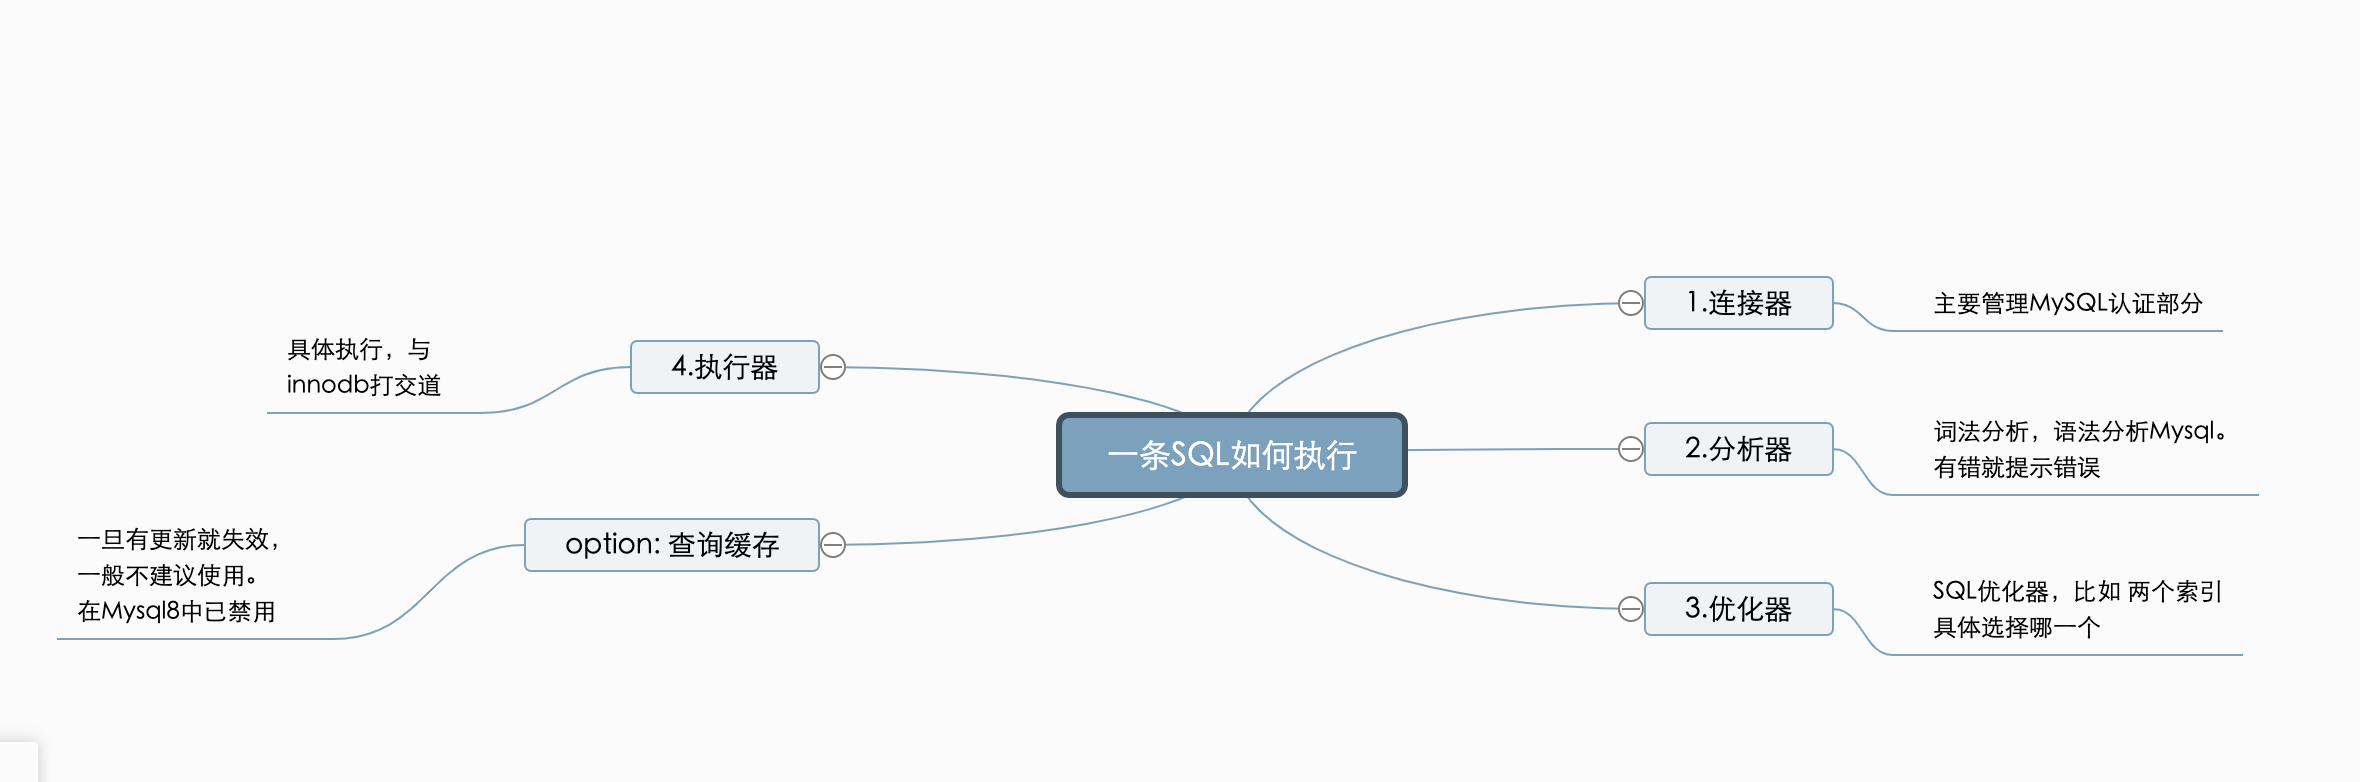 一条SQL如何执行
1.连接器
主要管理MySQL认证部分
2.分析器
词法分析，语法分析Mysql。
有错就提示错误
3.优化器
SQL优化器，比如 两个索引
具体选择哪一个
4.执行器
具体执行，与
innodb打交道
option: 查询缓存
一旦有更新就失效，
一般不建议使用。
在Mysql8中已禁用